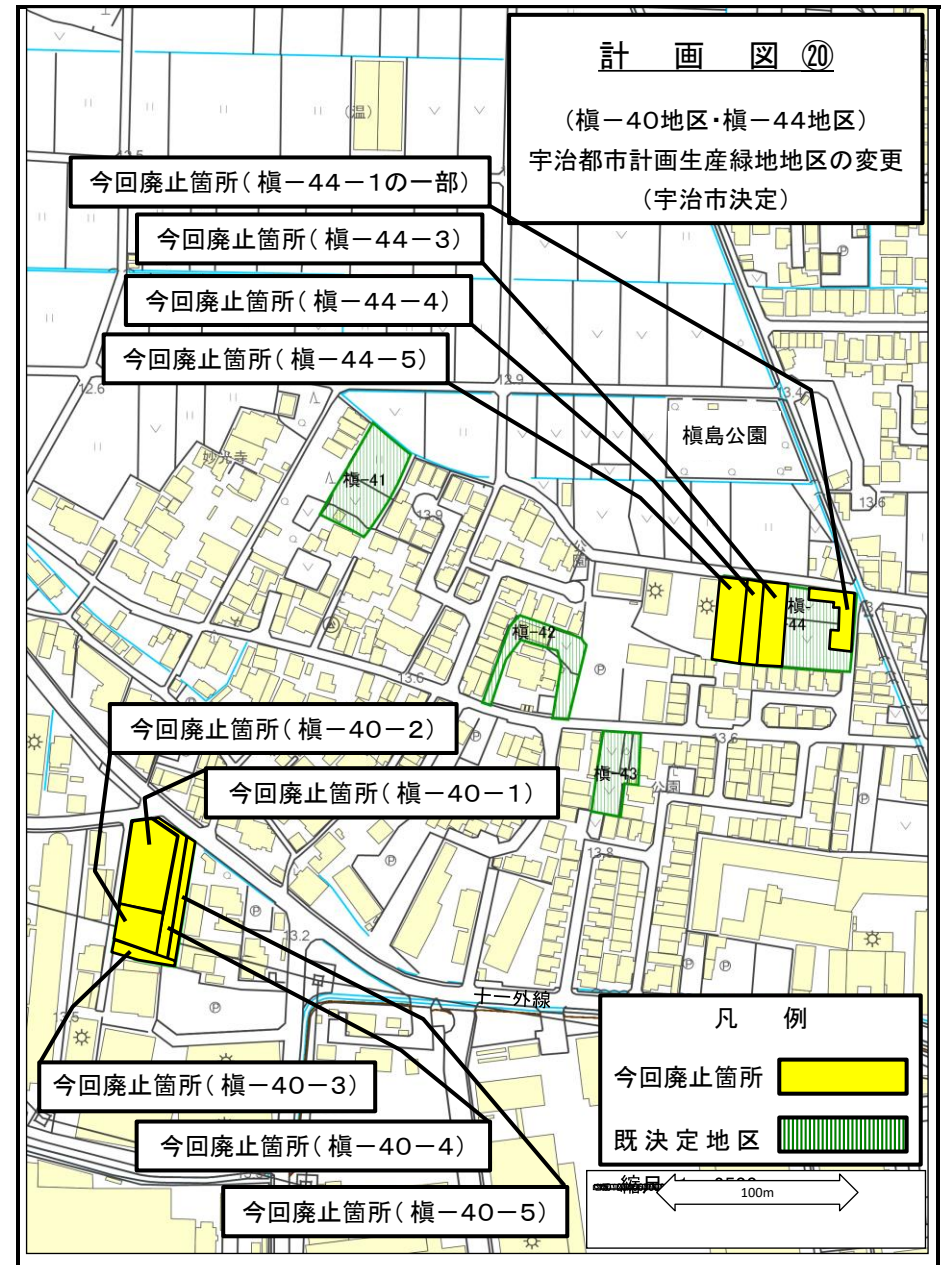 計 画 図 ⑳
(槇－40地区・槇－44地区)
宇治都市計画生産緑地地区の変更
(宇治市決定)
(温)
今回廃止箇所(槇－44－1の一部)
今回廃止箇所(槇－44－3)
今回廃止箇所(槇－44－4)
今回廃止箇所(槇－44－5)
12.9
12.6
槇島公園
妙光寺
槇-41
13.9
13.6
公園
槇-
44
13.4
槇-42
13.6
13.6
槇-43
公園
13.8
今回廃止箇所(槇－40－2)
今回廃止箇所(槇－40－1)
13.2
十一外線
13.5
今回廃止箇所(槇－40－3)
今回廃止箇所(槇－40－4)
今回廃止箇所(槇－40－5)
凡 例
今回廃止箇所
既決定地区
100m